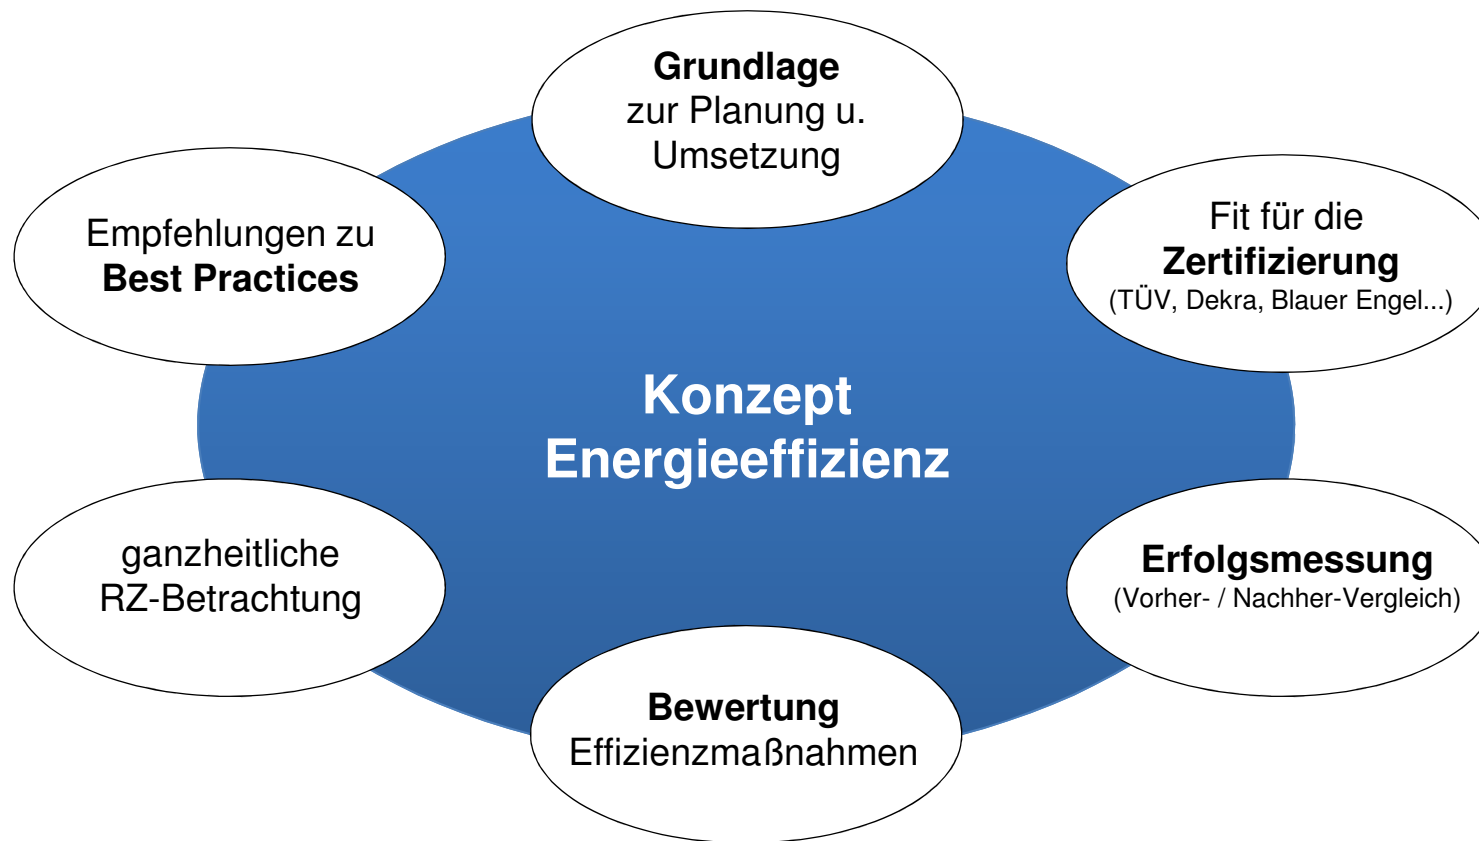 Grundlage
zur Planung u.
Umsetzung
Empfehlungen zu
Best Practices
Fit für die
Zertifizierung
(TÜV, Dekra, Blauer Engel...)
Konzept
Energieeffizienz
ganzheitliche
RZ-Betrachtung
Erfolgsmessung
(Vorher- / Nachher-Vergleich)
Bewertung
Effizienzmaßnahmen